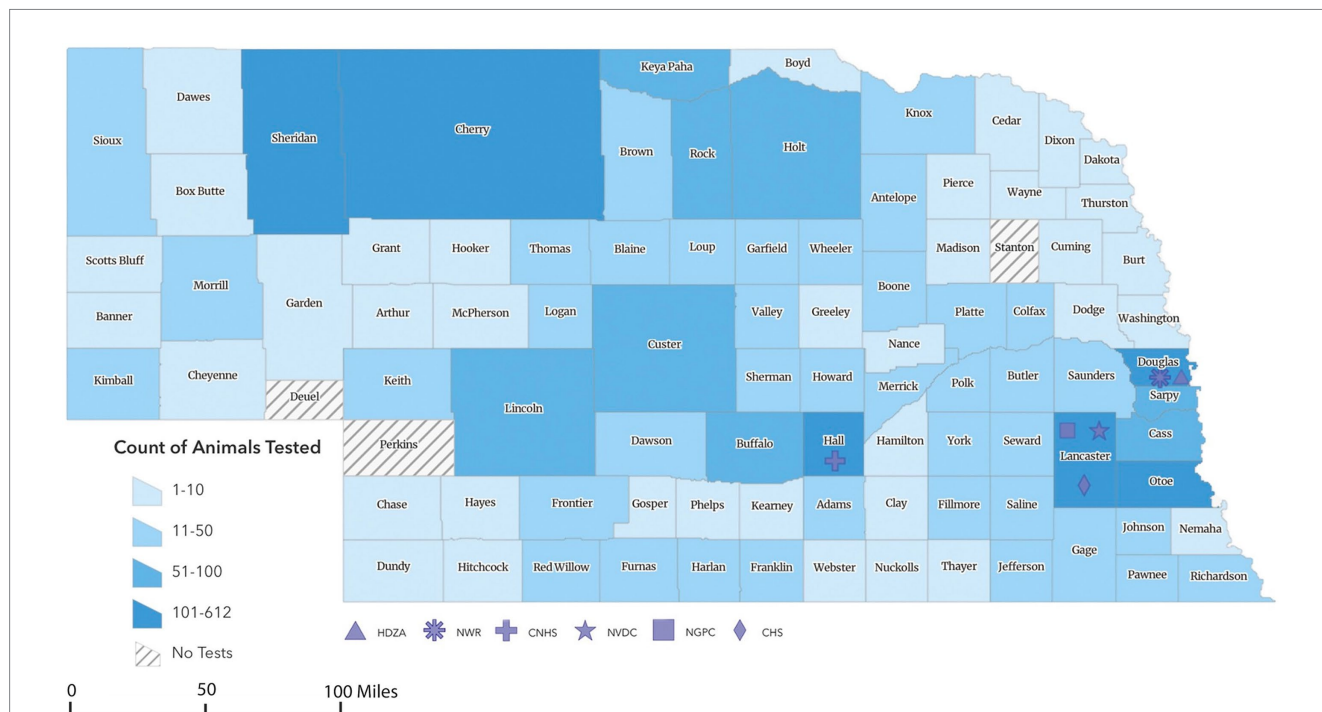 Keya Paha
Boyd
Dawes
Knox
Cedar
Sioux
Sheridan
Cherry
Brown
Rock
Holt
Dixon
Dakota
Box Butte
Antelope
Pierce
Wayne
Thurston
Scotts Bluff
Grant
Hooker
Thomas
Blaine
Loup
Garfield
Wheeler
Madison
Stanton
Cuming
Burt
Morrill
Garden
Boone
Banner
Arthur
McPherson
Logan
Valley
Greeley
Platte
Colfax
Dodge
Washington
Custer
Nance
Kimball
Cheyenne
Keith
Sherman
Howard
Merrick
Polk
Butler
Saunders
Douglas
Deuel
Lincoln
Sarpy
Perkins
Dawson
Buffalo
Hall
Hamilton
York
Seward
Lancaster
Cass
Otoe
Chase
Hayes
Frontier
Gosper
Phelps
Kearney
Adams
Clay
Fillmore
Saline
Johnson
Nemaha
Dundy
Hitchcock
Red Willow
Furnas
Harlan
Franklin
Webster
Nuckolls
Thayer
Jefferson
Gage
Pawnee
Richardson
Count of Animals Tested
1-10
11-50
51-100
101-612
No Tests
HDZA NWR CNHS NVDC NGPC CHS
0 50 100 Miles